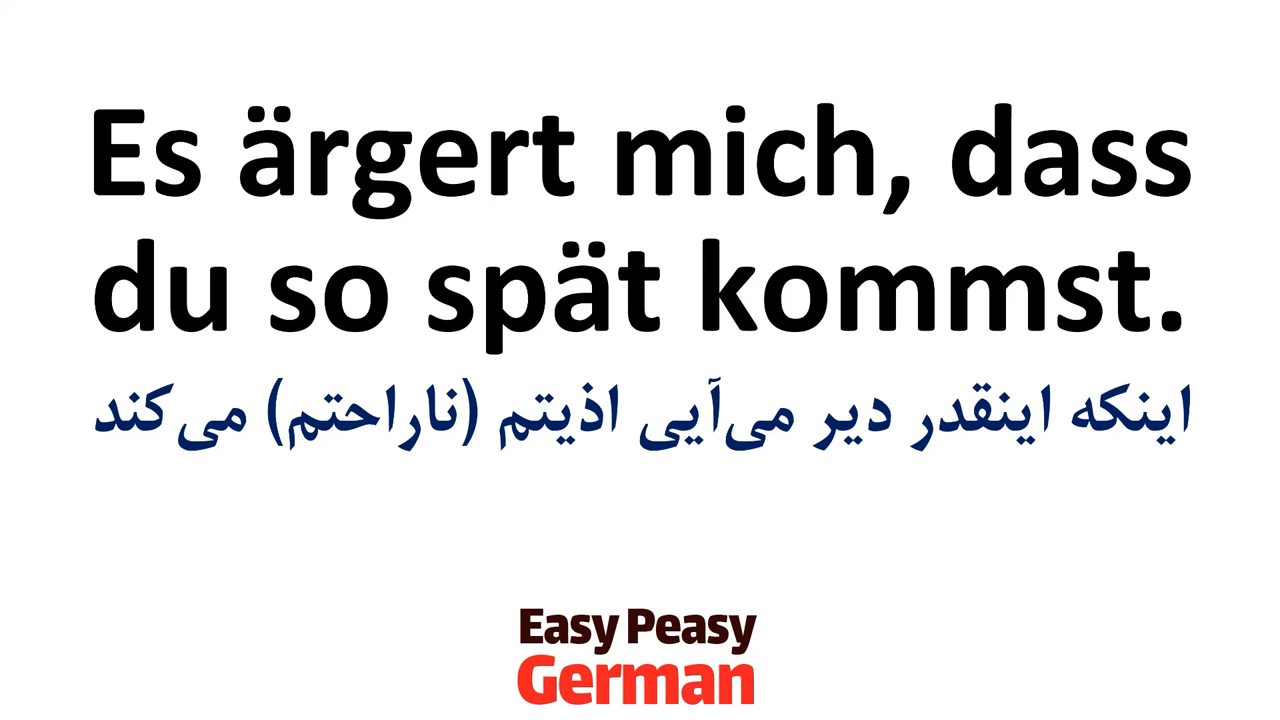 Es ärgert mich, dass
du so spät kommst.
اینکه اینقدر دیر می‌آیی اذیتم (ناراحتم) می‌کند
Easy Peasy
German